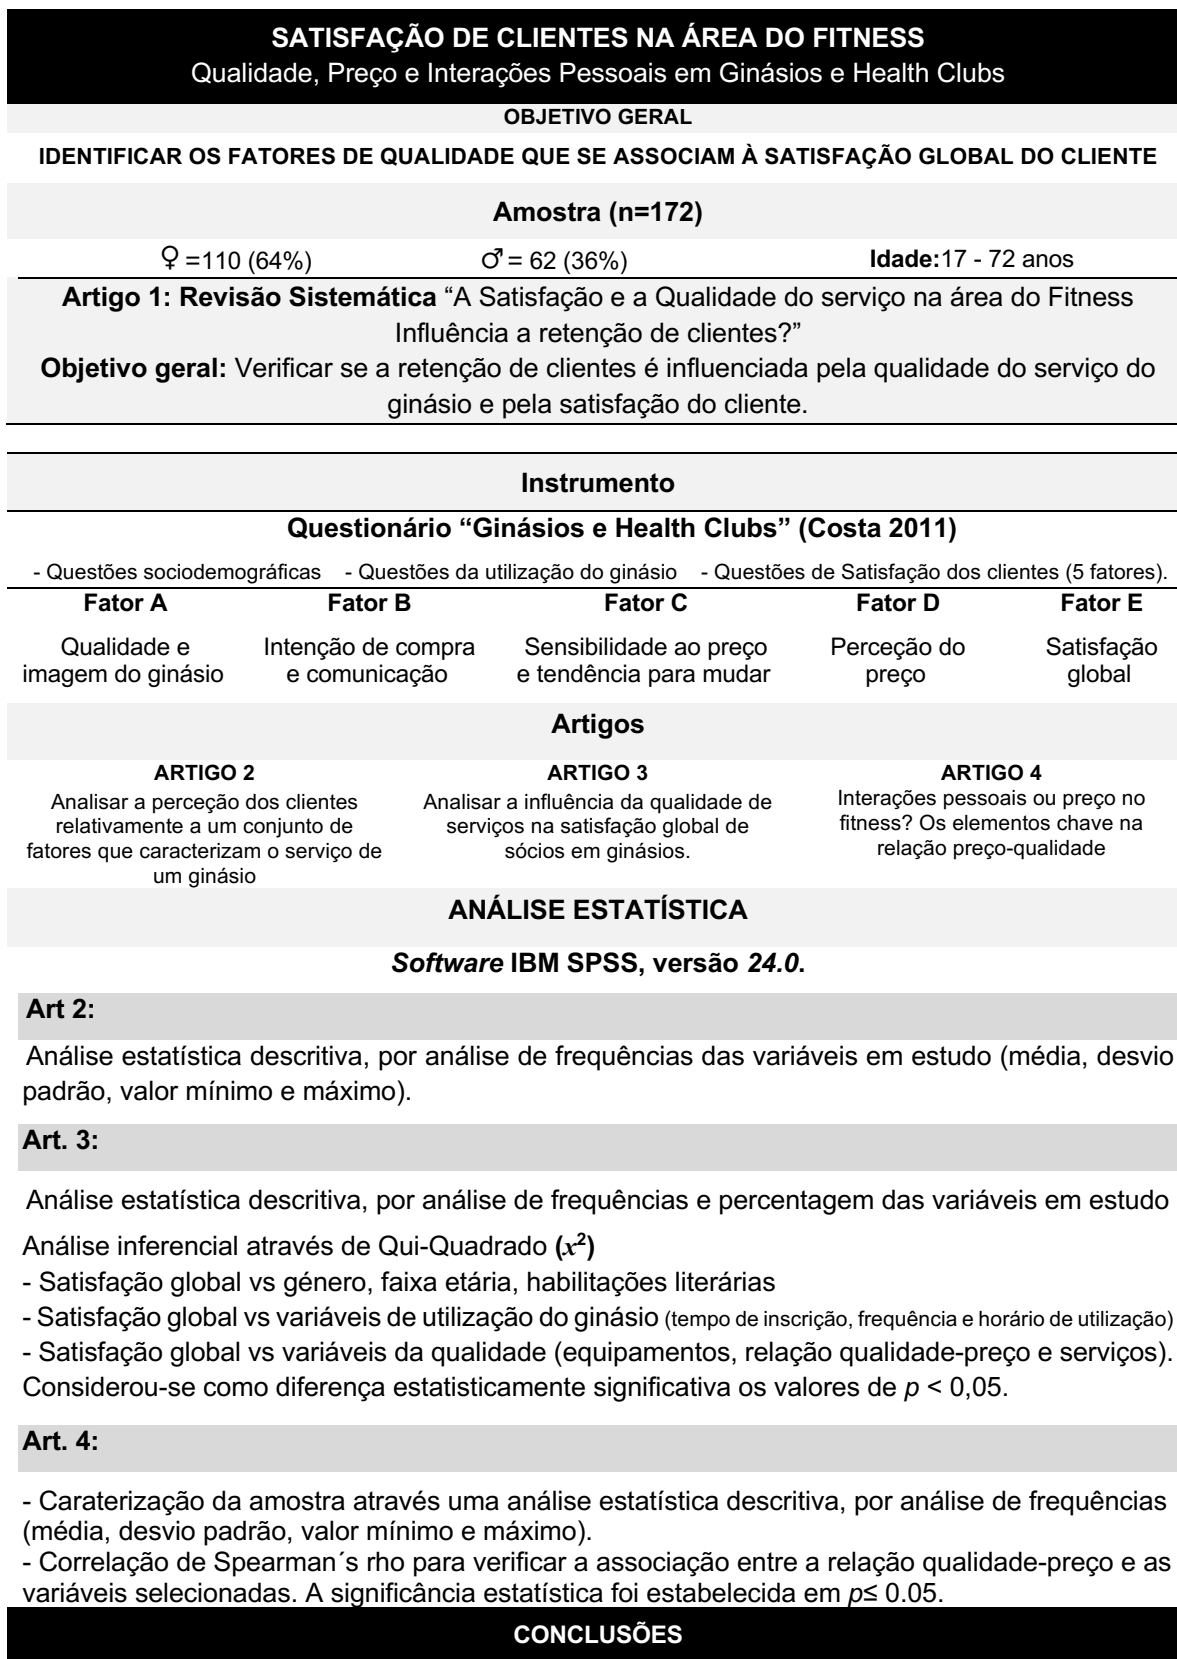 SATISFAÇÃO DE CLIENTES NA ÁREA DO FITNESS
Qualidade, Preço e Interações Pessoais em Ginásios e Health Clubs
OBJETIVO GERAL
IDENTIFICAR OS FATORES DE QUALIDADE QUE SE ASSOCIAM À SATISFAÇÃO GLOBAL DO CLIENTE
Amostra (n=172)
♀ =110 (64%) ♂ = 62 (36%) Idade:17 - 72 anos
Artigo 1: Revisão Sistemática “A Satisfação e a Qualidade do serviço na área do Fitness
Influência a retenção de clientes?”
Objetivo geral: Verificar se a retenção de clientes é influenciada pela qualidade do serviço do
ginásio e pela satisfação do cliente.
Instrumento
Questionário “Ginásios e Health Clubs” (Costa 2011)
- Questões sociodemográficas - Questões da utilização do ginásio - Questões de Satisfação dos clientes (5 fatores).
Fator A Fator B Fator C Fator D Fator E
Qualidade e Intenção de compra Sensibilidade ao preço Perceção do Satisfação
imagem do ginásio e comunicação e tendência para mudar preço global
Artigos
ARTIGO 2
Analisar a perceção dos clientes
relativamente a um conjunto de
fatores que caracterizam o serviço de
um ginásio
ARTIGO 3
Analisar a influência da qualidade de
serviços na satisfação global de
sócios em ginásios.
ARTIGO 4
Interações pessoais ou preço no
fitness? Os elementos chave na
relação preço-qualidade
ANÁLISE ESTATÍSTICA
Software IBM SPSS, versão 24.0.
Art 2:
Análise estatística descritiva, por análise de frequências das variáveis em estudo (média, desvio
padrão, valor mínimo e máximo).
Art. 3:
Análise estatística descritiva, por análise de frequências e percentagem das variáveis em estudo
Análise inferencial através de Qui-Quadrado (x²)
- Satisfação global vs género, faixa etária, habilitações literárias
- Satisfação global vs variáveis de utilização do ginásio (tempo de inscrição, frequência e horário de utilização)
- Satisfação global vs variáveis da qualidade (equipamentos, relação qualidade-preço e serviços).
Considerou-se como diferença estatisticamente significativa os valores de p < 0,05.
Art. 4:
- Caraterização da amostra através uma análise estatística descritiva, por análise de frequências
(média, desvio padrão, valor mínimo e máximo).
- Correlação de Spearman´s rho para verificar a associação entre a relação qualidade-preço e as
variáveis selecionadas. A significância estatística foi estabelecida em p≤ 0.05.
CONCLUSÕES